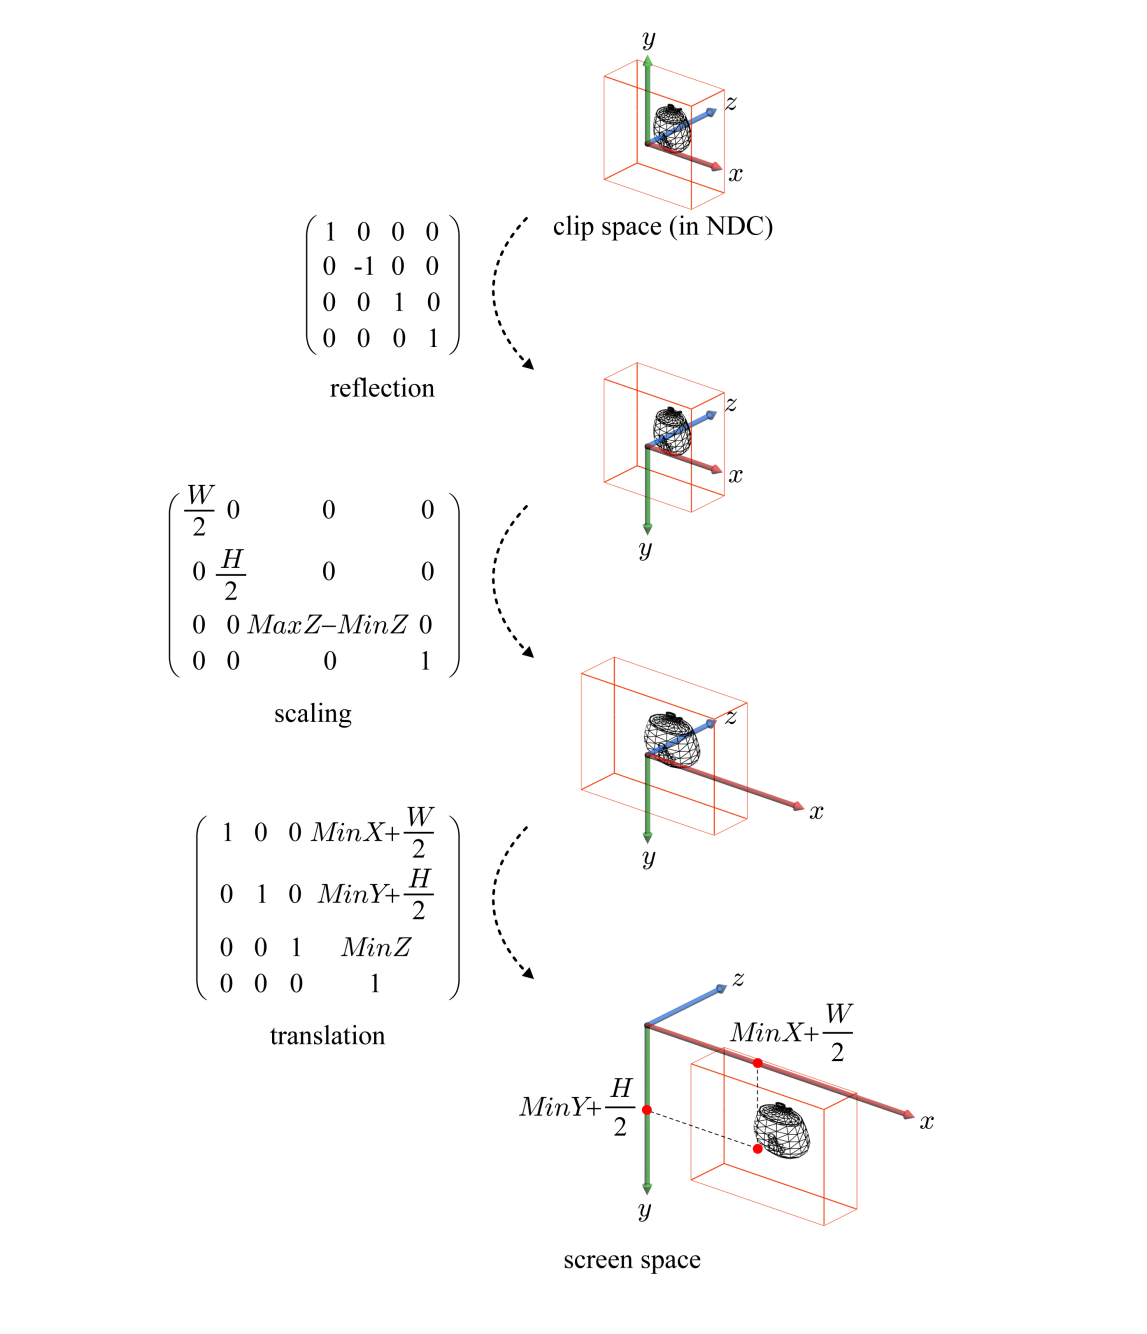 y
z
x
clip space (in NDC)
1 0 0 0
0 -1 0 0
0 0 1 0
0 0 0 1
reflection
z
x
y
W/2 0 0 0
0 H/2 0 0
0 0 MaxZ–MinZ 0
0 0 0 1
scaling
z
x
y
1 0 0 MinX+W/2
0 1 0 MinY+H/2
0 0 1 MinZ
0 0 0 1
translation
z
MinX+W/2
MinY+H/2
x
y
screen space